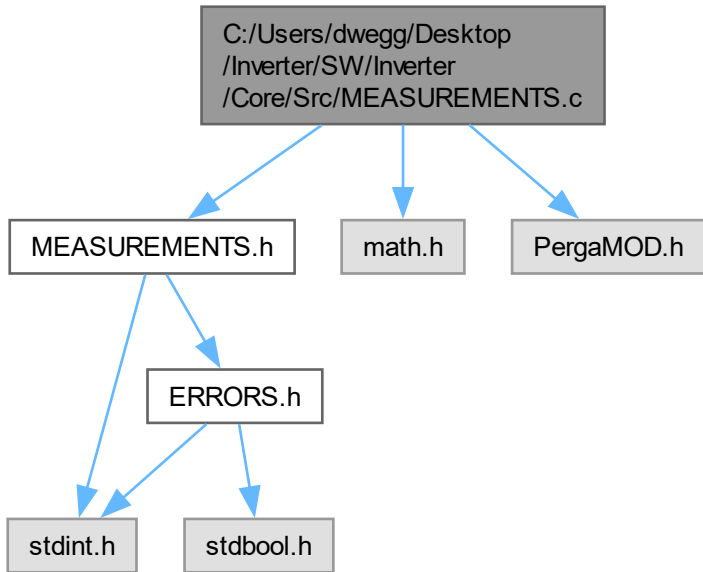 C:/Users/dwegg/Desktop
/Inverter/SW/Inverter
/Core/Src/MEASUREMENTS.c
MEASUREMENTS.h
math.h
PergaMOD.h
ERRORS.h
stdint.h
stdbool.h